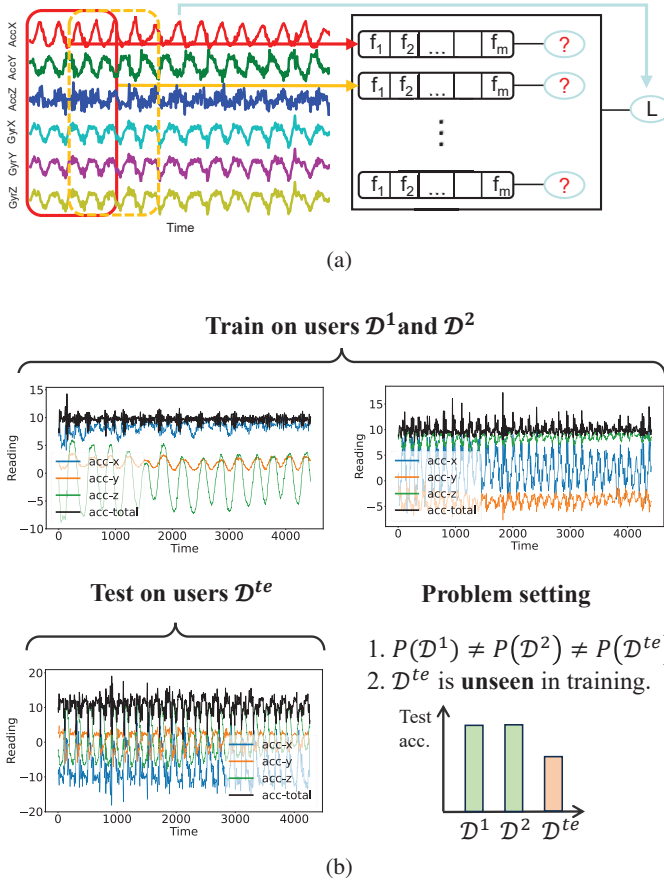 AccX
AccY
AccZ
GyrX
GyrY
GyrZ
Time
f₁ f₂ ... fₘ ?
f₁ f₂ ... fₘ ?
⋮
f₁ f₂ ... fₘ ?
L
(a)
Train on users 𝒟¹ and 𝒟²
15
10
5
0
−5
−10
Reading
acc-x
acc-y
acc-z
acc-total
0 1000 2000 3000 4000
Time
15
10
5
0
−5
Reading
acc-x
acc-y
acc-z
acc-total
0 1000 2000 3000 4000
Time
Test on users 𝒟ᵗᵉ
20
10
0
−10
−20
Reading
acc-x
acc-y
acc-z
acc-total
0 1000 2000 3000 4000
Time
Problem setting
1. P(𝒟¹) ≠ P(𝒟²) ≠ P(𝒟ᵗᵉ)
2. 𝒟ᵗᵉ is unseen in training.
Test
acc.
𝒟¹ 𝒟² 𝒟ᵗᵉ
(b)